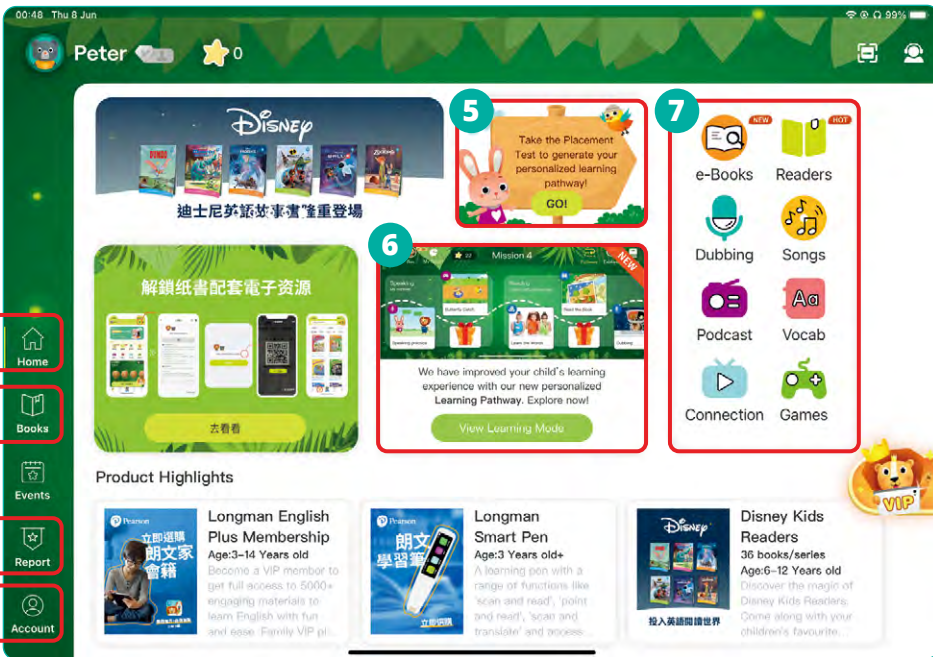 00:48 Thu 8 Jun
99%
Peter
0
Disney
迪士尼英語故事書隆重登場
5
Take the Placement
Test to generate your
personalized learning
pathway!
GO!
7
NEW
HOT
e-Books Readers
Dubbing Songs
Podcast Vocab
Connection Games
解鎖纸書配套電子资源
去看看
6
22
Mission 4
NEW
We have improved your child's learning
experience with our new personalized
Learning Pathway. Explore now!
View Learning Mode
Home
Books
Events
Report
Account
VIP
Product Highlights
Pearson
立即選購
朗文家
會籍
Longman English
Plus Membership
Age:3–14 Years old
Become a VIP member to
get full access to 5000+
engaging materials to
learn English with fun
and ease. Family VIP pl...
Pearson
朗文
學習筆
立即選購
Longman
Smart Pen
Age:3 Years old+
A learning pen with a
range of functions like
'scan and read', 'point
and read', 'scan and
translate' and access
Disney
投入英語閱讀世界
Disney Kids
Readers
36 books/series
Age:6–12 Years old
Discover the magic of
Disney Kids Readers.
Come along with your
children's favourite...